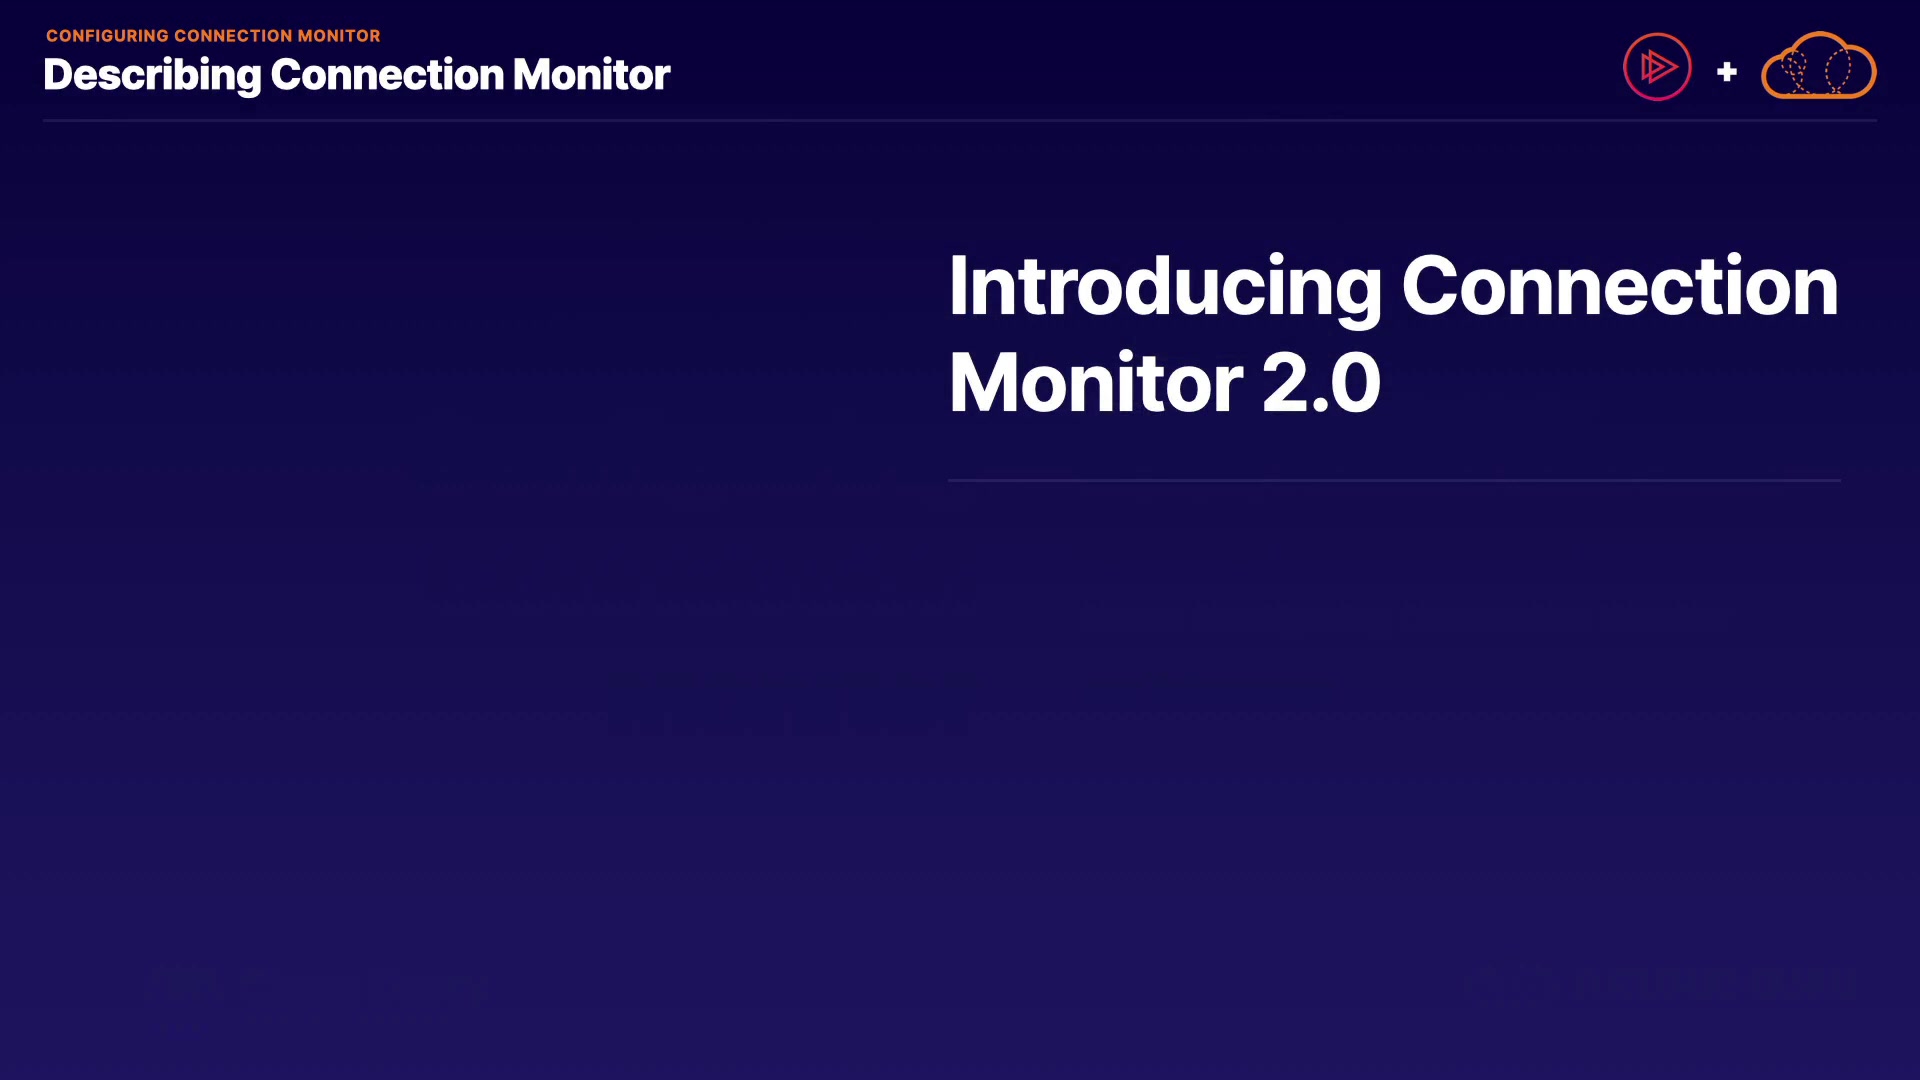 CONFIGURING CONNECTION MONITOR
Describing Connection Monitor
+
Introducing Connection
Monitor 2.0